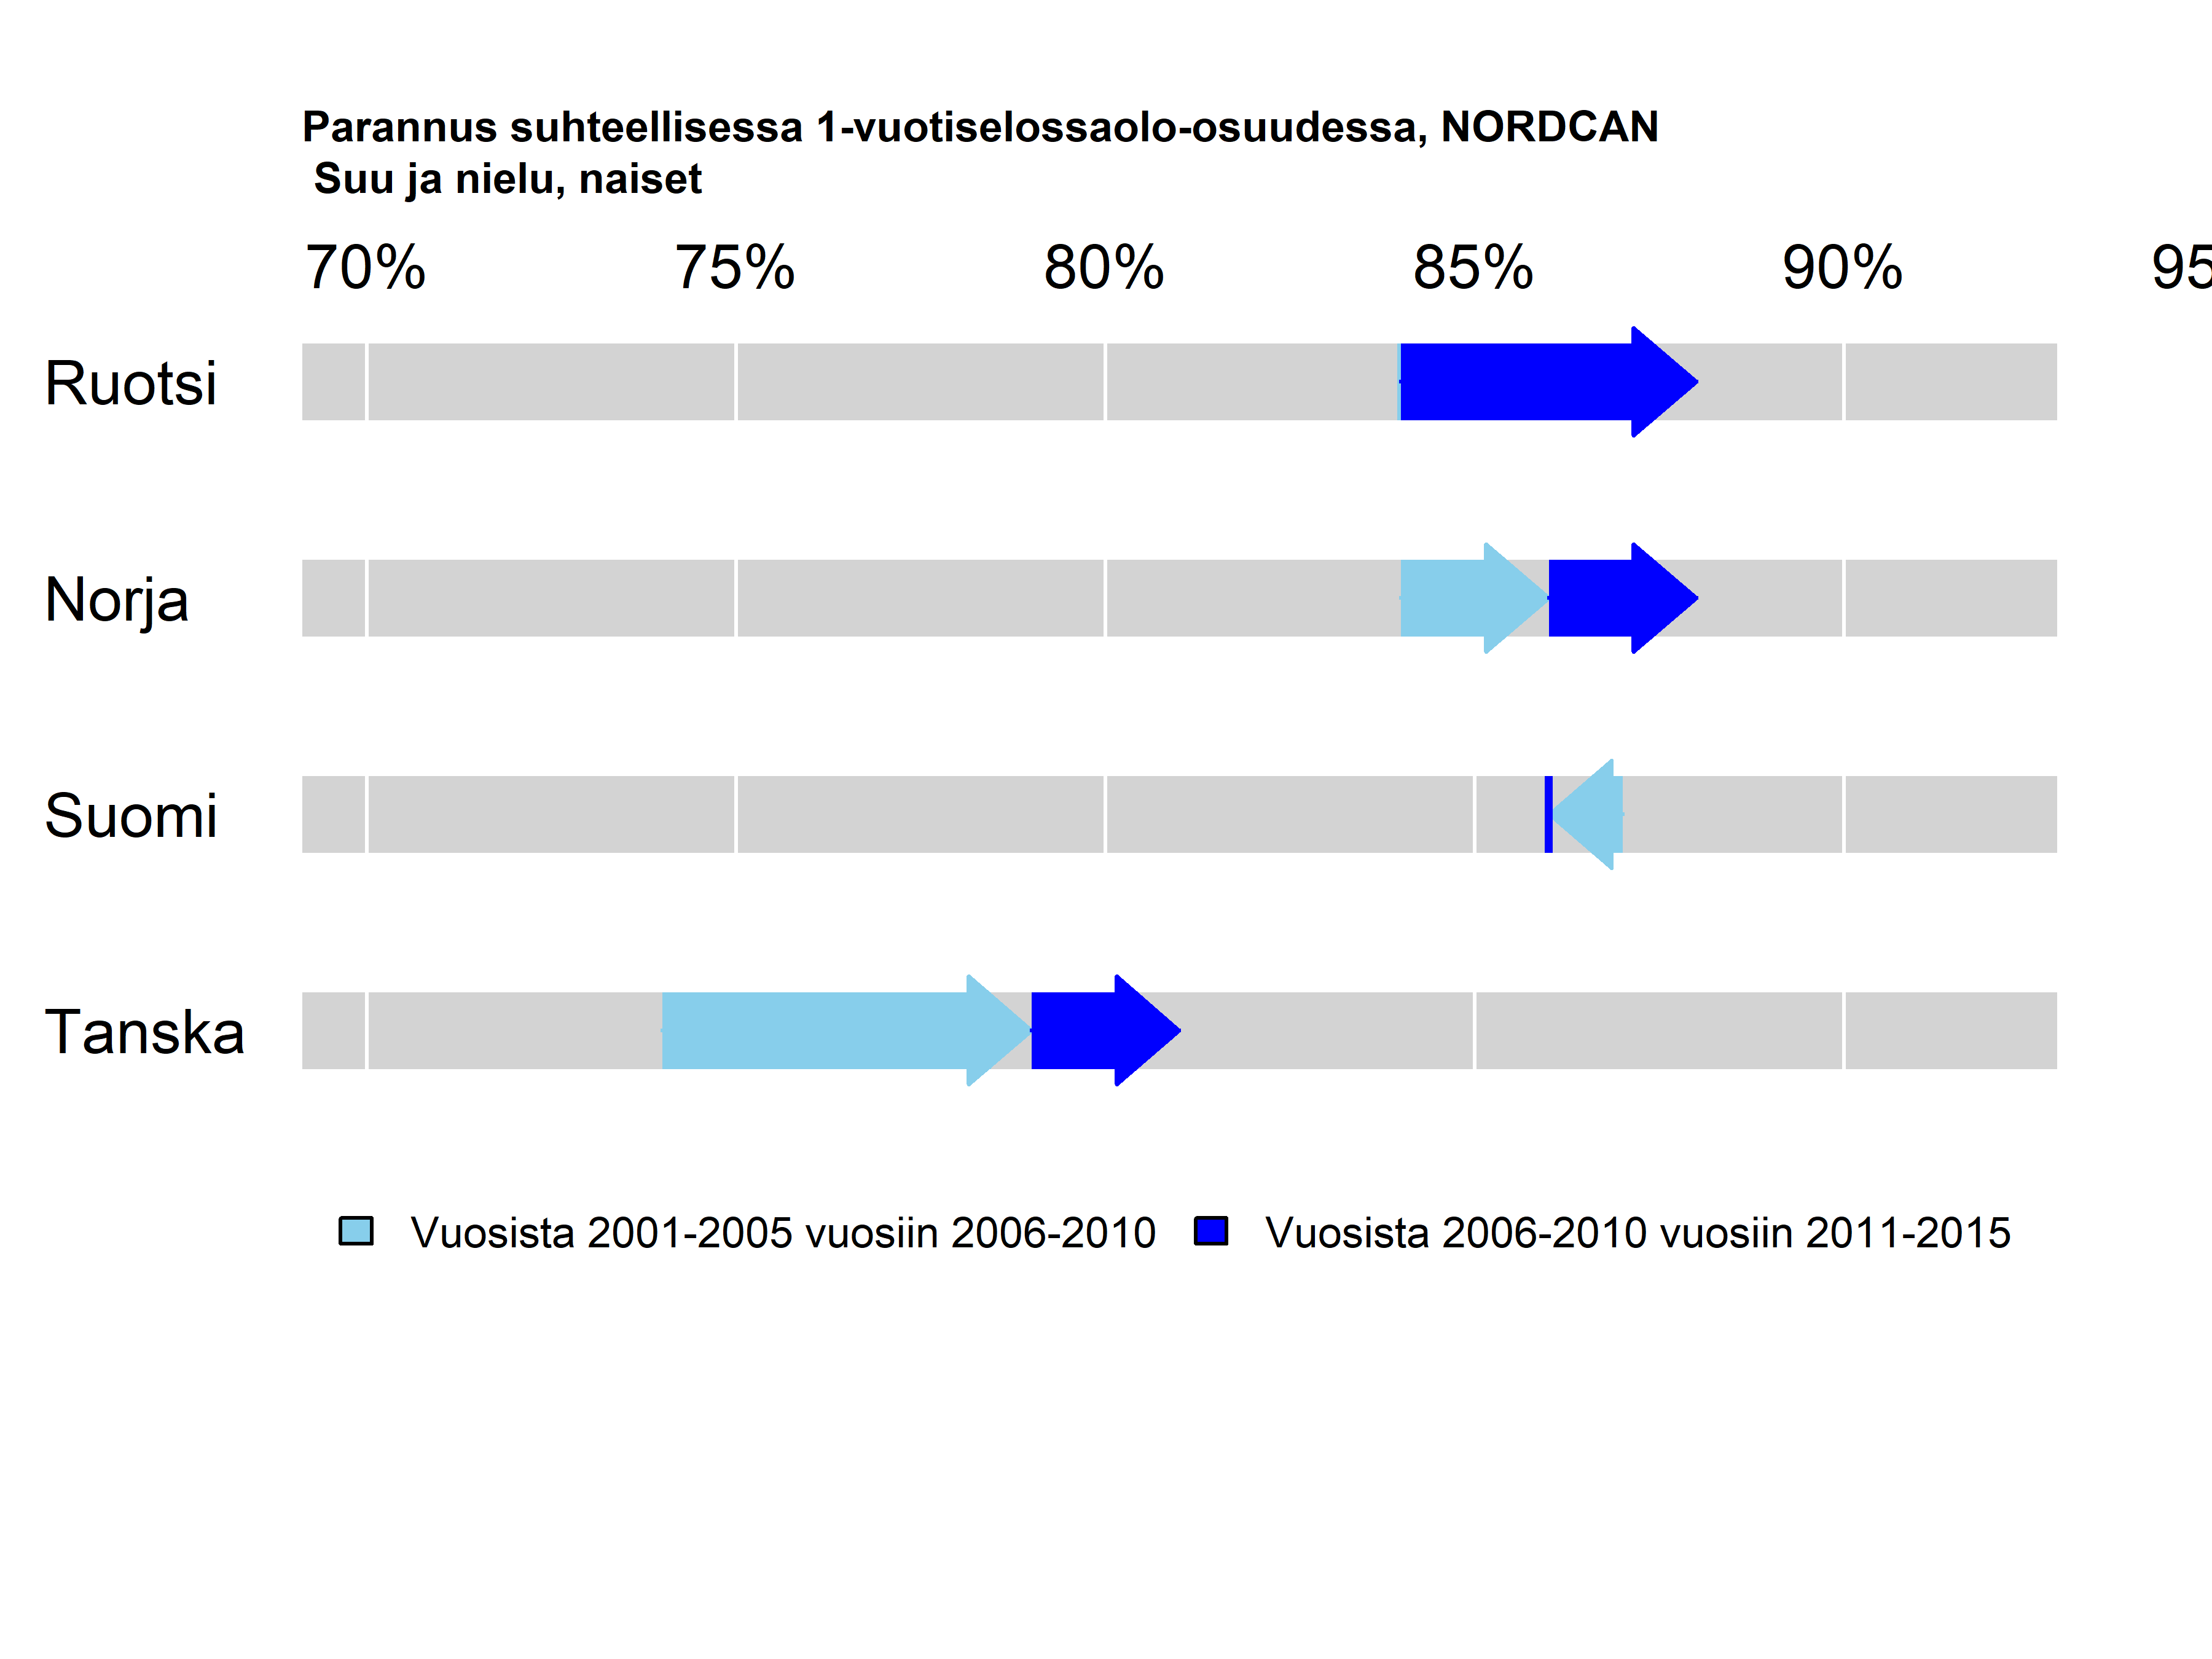 Parannus suhteellisessa 1-vuotiselossaolo-osuudessa, NORDCAN
Suu ja nielu, naiset
70% 75% 80% 85% 90% 95
Ruotsi
Norja
Suomi
Tanska
Vuosista 2001-2005 vuosiin 2006-2010 Vuosista 2006-2010 vuosiin 2011-2015